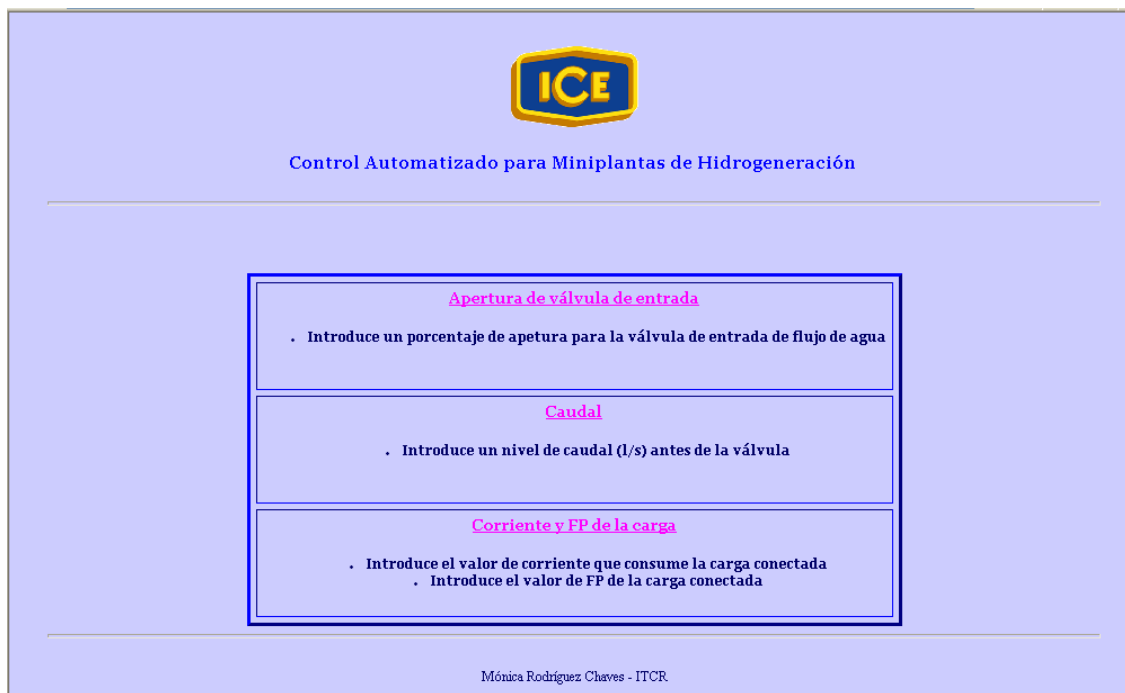 ICE
Control Automatizado para Miniplantas de Hidrogeneración
Apertura de válvula de entrada
. Introduce un porcentaje de apetura para la válvula de entrada de flujo de agua
Caudal
. Introduce un nivel de caudal (l/s) antes de la válvula
Corriente y FP de la carga
. Introduce el valor de corriente que consume la carga conectada
. Introduce el valor de FP de la carga conectada
Mónica Rodríguez Chaves - ITCR